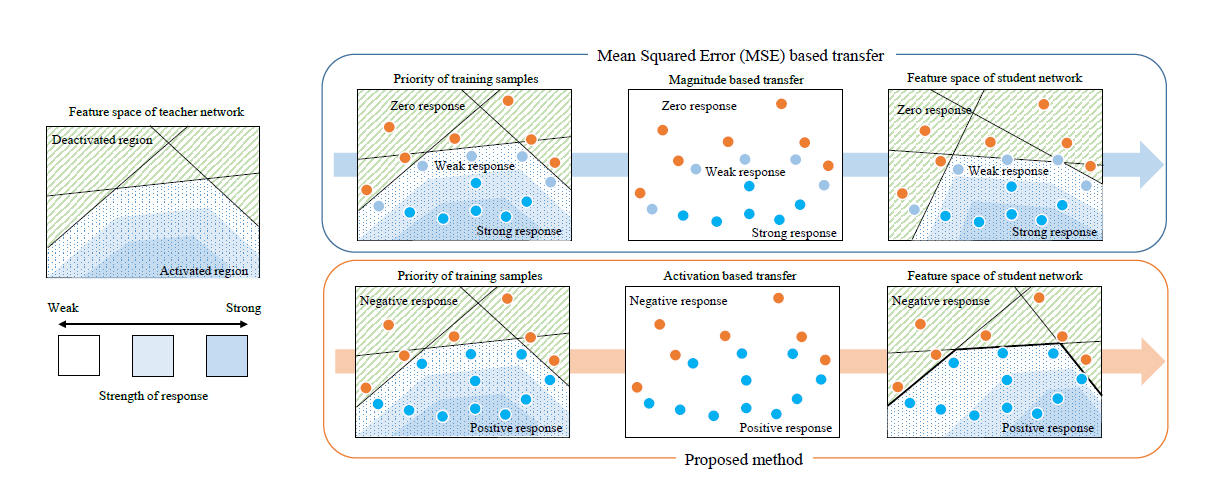 Mean Squared Error (MSE) based transfer
Priority of training samples
Magnitude based transfer
Feature space of student network
Feature space of teacher network
Deactivated region
Activated region
Zero response
Weak response
Strong response
Zero response
Weak response
Strong response
Zero response
Weak response
Strong response
Weak
Strong
Strength of response
Priority of training samples
Activation based transfer
Feature space of student network
Negative response
Positive response
Negative response
Positive response
Negative response
Positive response
Proposed method